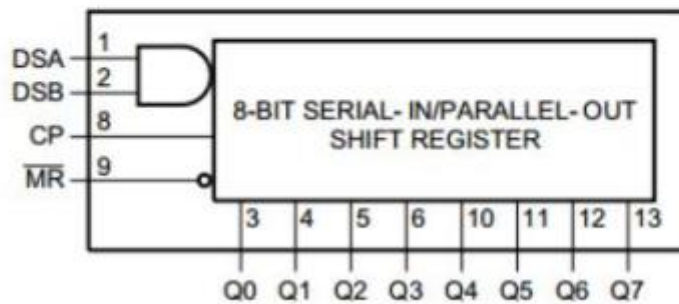 DSA 1
DSB 2
CP 8
MR 9
8-BIT SERIAL- IN/PARALLEL- OUT
SHIFT REGISTER
3 4 5 6 10 11 12 13
Q0 Q1 Q2 Q3 Q4 Q5 Q6 Q7